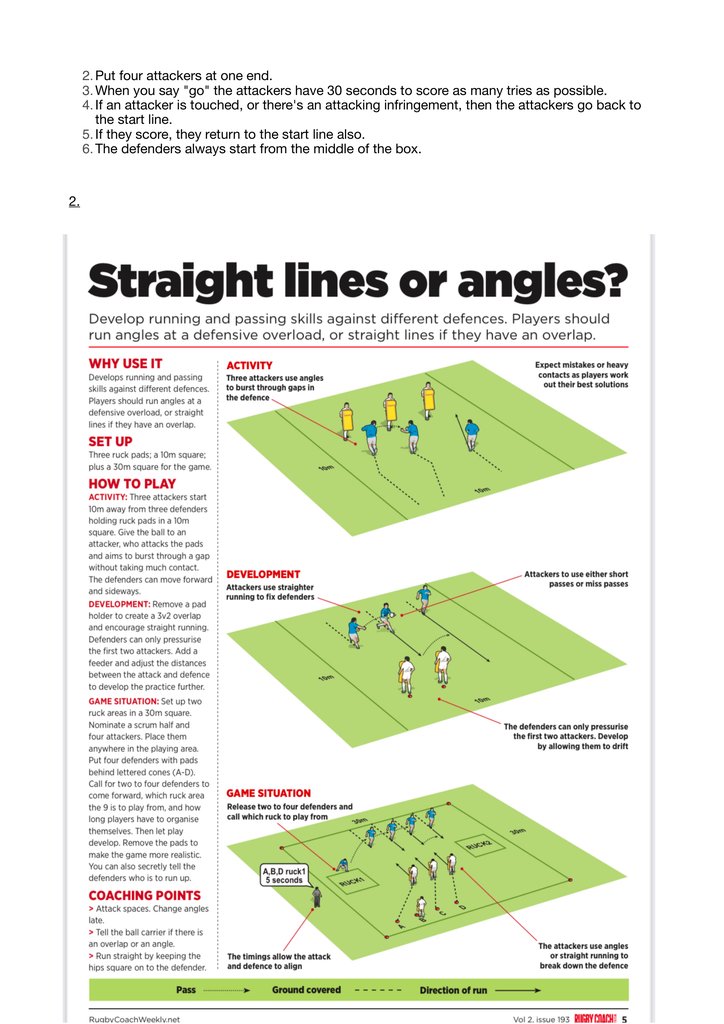 2. Put four attackers at one end.
3. When you say "go" the attackers have 30 seconds to score as many tries as possible.
4. If an attacker is touched, or there's an attacking infringement, then the attackers go back to
the start line.
5. If they score, they return to the start line also.
6. The defenders always start from the middle of the box.
2.
Straight lines or angles?
Develop running and passing skills against different defences. Players should
run angles at a defensive overload, or straight lines if they have an overlap.
WHY USE IT
Develops running and passing
skills against different defences.
Players should run angles at a
defensive overload, or straight
lines if they have an overlap.
SET UP
Three ruck pads; a 10m square;
plus a 30m square for the game.
HOW TO PLAY
ACTIVITY: Three attackers start
10m away from three defenders
holding ruck pads in a 10m
square. Give the ball to an
attacker, who attacks the pads
and aims to burst through a gap
without taking much contact.
The defenders can move forward
and sideways.
DEVELOPMENT: Remove a pad
holder to create a 3v2 overlap
and encourage straight running.
Defenders can only pressurise
the first two attackers. Add a
feeder and adjust the distances
between the attack and defence
to develop the practice further.
GAME SITUATION: Set up two
ruck areas in a 30m square.
Nominate a scrum half and
four attackers. Place them
anywhere in the playing area.
Put four defenders with pads
behind lettered cones (A-D).
Call for two to four defenders to
come forward, which ruck area
the 9 is to play from, and how
long players have to organise
themselves. Then let play
develop. Remove the pads to
make the game more realistic.
You can also secretly tell the
defenders who is to run up.
COACHING POINTS
> Attack spaces. Change angles
late.
> Tell the ball carrier if there is
an overlap or an angle.
> Run straight by keeping the
hips square on to the defender.
ACTIVITY
Three attackers use angles
to burst through gaps in
the defence
Expect mistakes or heavy
contacts as players work
out their best solutions
10m
10m
DEVELOPMENT
Attackers use straighter
running to fix defenders
Attackers to use either short
passes or miss passes
10m
10m
The defenders can only pressurise
the first two attackers. Develop
by allowing them to drift
GAME SITUATION
Release two to four defenders and
call which ruck to play from
30m
30m
RUCK2
A,B,D ruck1
5 seconds
RUCK1
A
B
C
D
The timings allow the attack
and defence to align
The attackers use angles
or straight running to
break down the defence
Pass
Ground covered
Direction of run
RugbyCoachWeekly.net
Vol 2. issue 193 RUGBY COACH 5